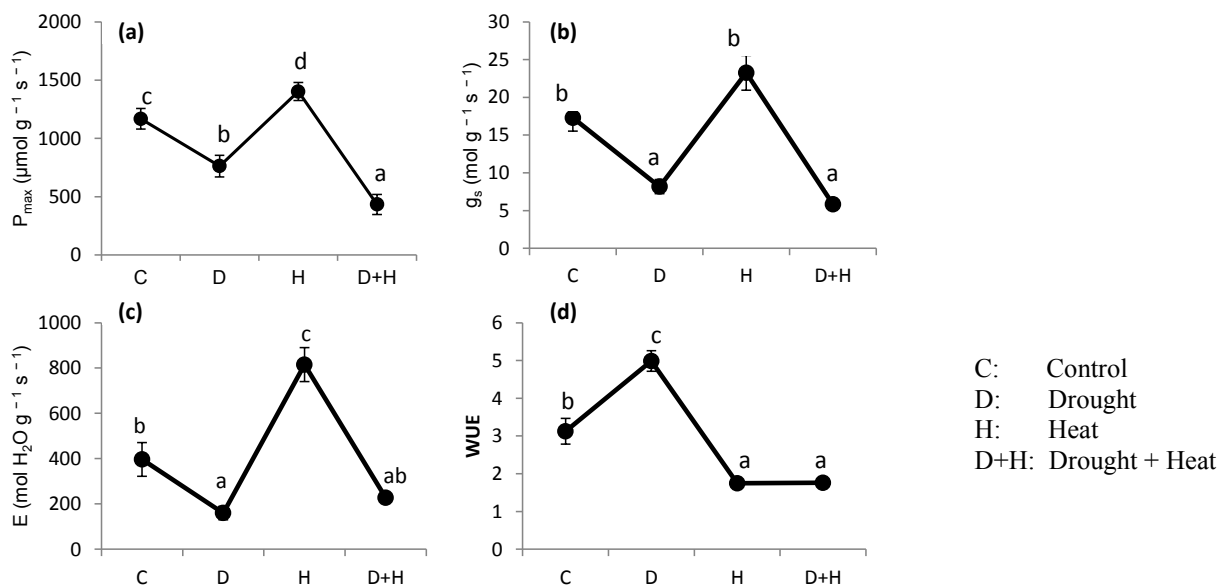 (a)
P_max (µmol g⁻¹ s⁻¹)
2000
1500
1000
500
0
c
b
d
a
C D H D+H
(b)
g_s (mol g⁻¹ s⁻¹)
30
25
20
15
10
5
0
b
a
b
a
C D H D+H
(c)
E (mol H₂O g⁻¹ s⁻¹)
1000
800
600
400
200
0
b
a
c
ab
C D H D+H
(d)
WUE
6
5
4
3
2
1
0
b
c
a
a
C D H D+H
C: Control
D: Drought
H: Heat
D+H: Drought + Heat